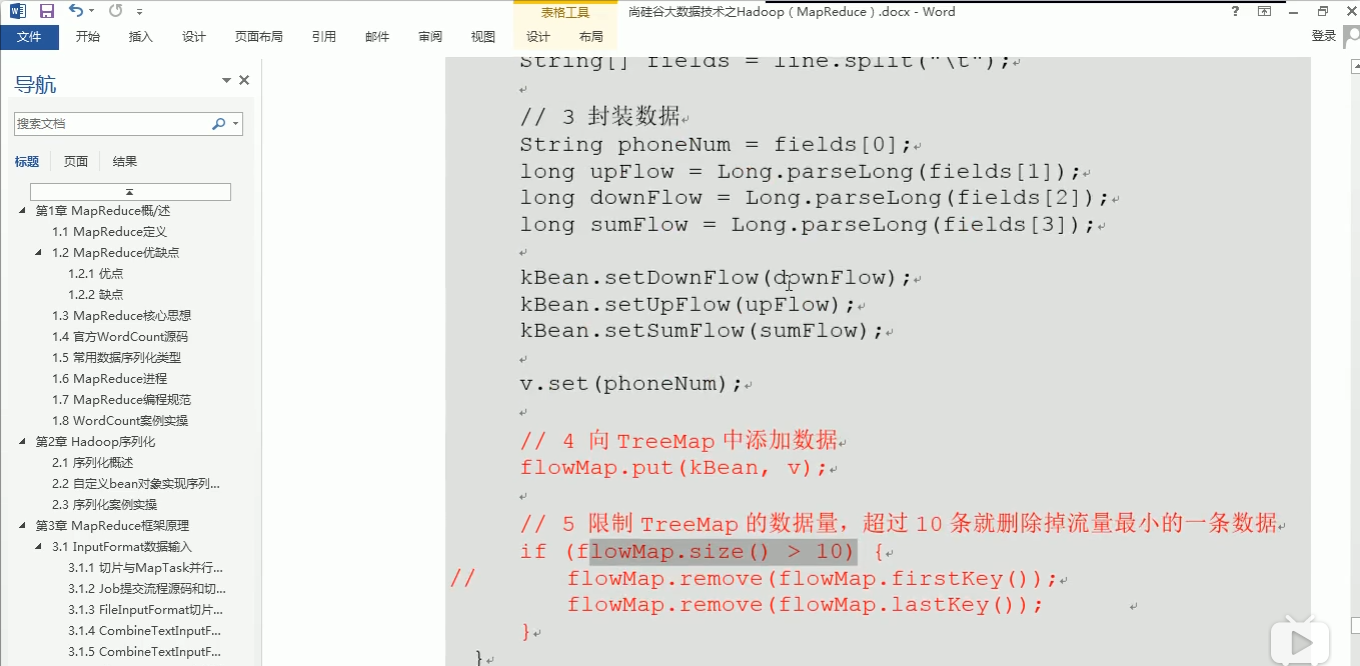 尚硅谷大数据技术之Hadoop（MapReduce）.docx - Word
表格工具
文件 开始 插入 设计 页面布局 引用 邮件 审阅 视图 设计 布局
登录
导航
搜索文档
标题 页面 结果
第1章 MapReduce概/述
1.1 MapReduce定义
1.2 MapReduce优缺点
1.2.1 优点
1.2.2 缺点
1.3 MapReduce核心思想
1.4 官方WordCount源码
1.5 常用数据序列化类型
1.6 MapReduce进程
1.7 MapReduce编程规范
1.8 WordCount案例实操
第2章 Hadoop序列化
2.1 序列化概述
2.2 自定义bean对象实现序列...
2.3 序列化案例实操
第3章 MapReduce框架原理
3.1 InputFormat数据输入
3.1.1 切片与MapTask并行...
3.1.2 Job提交流程源码和切...
3.1.3 FileInputFormat切片...
3.1.4 CombineTextInputF...
3.1.5 CombineTextInputF...
String[] fields = line.split("\t");
// 3 封装数据
String phoneNum = fields[0];
long upFlow = Long.parseLong(fields[1]);
long downFlow = Long.parseLong(fields[2]);
long sumFlow = Long.parseLong(fields[3]);
kBean.setDownFlow(downFlow);
kBean.setUpFlow(upFlow);
kBean.setSumFlow(sumFlow);
v.set(phoneNum);
// 4 向 TreeMap 中添加数据
flowMap.put(kBean, v);
// 5 限制 TreeMap 的数据量，超过 10 条就删除掉流量最小的一条数据
if (flowMap.size() > 10) {
// flowMap.remove(flowMap.firstKey());
flowMap.remove(flowMap.lastKey());
}
}